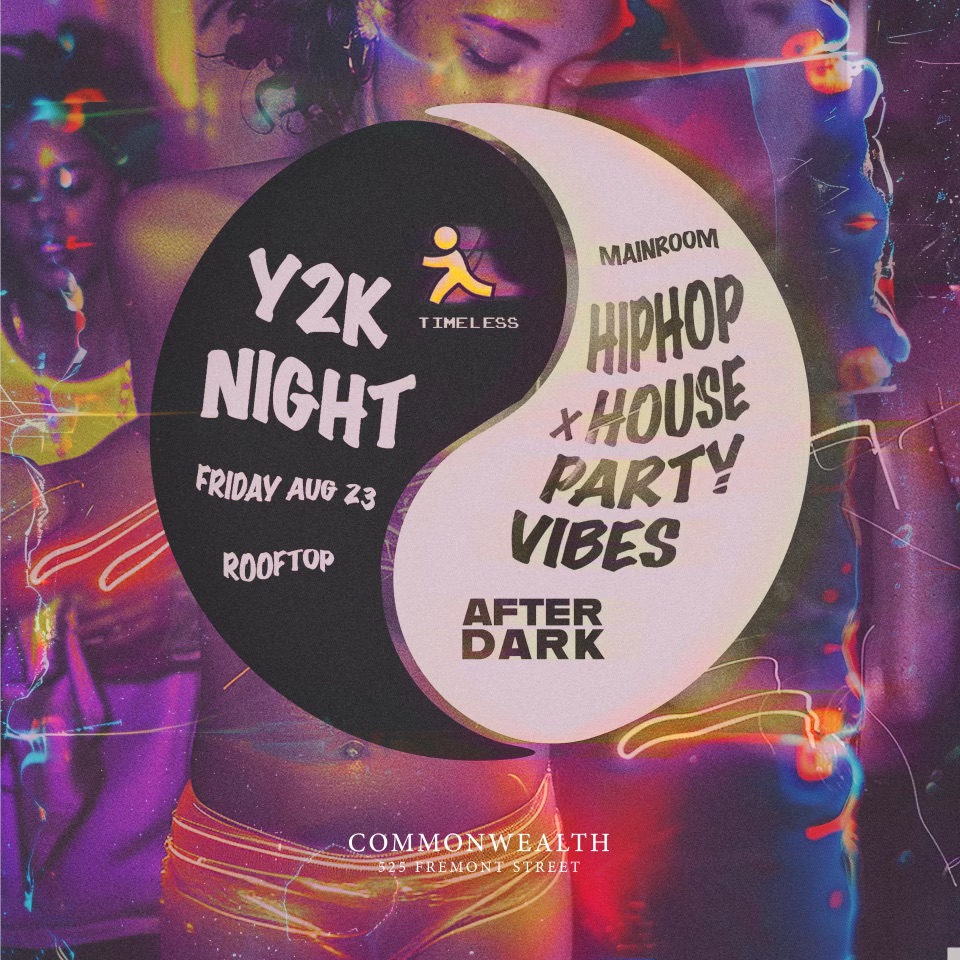 Y2K
NIGHT
TIMELESS
FRIDAY AUG 23
ROOFTOP
MAINROOM
HIPHOP
x HOUSE
PARTY
VIBES
AFTER
DARK
COMMONWEALTH
525 FREMONT STREET